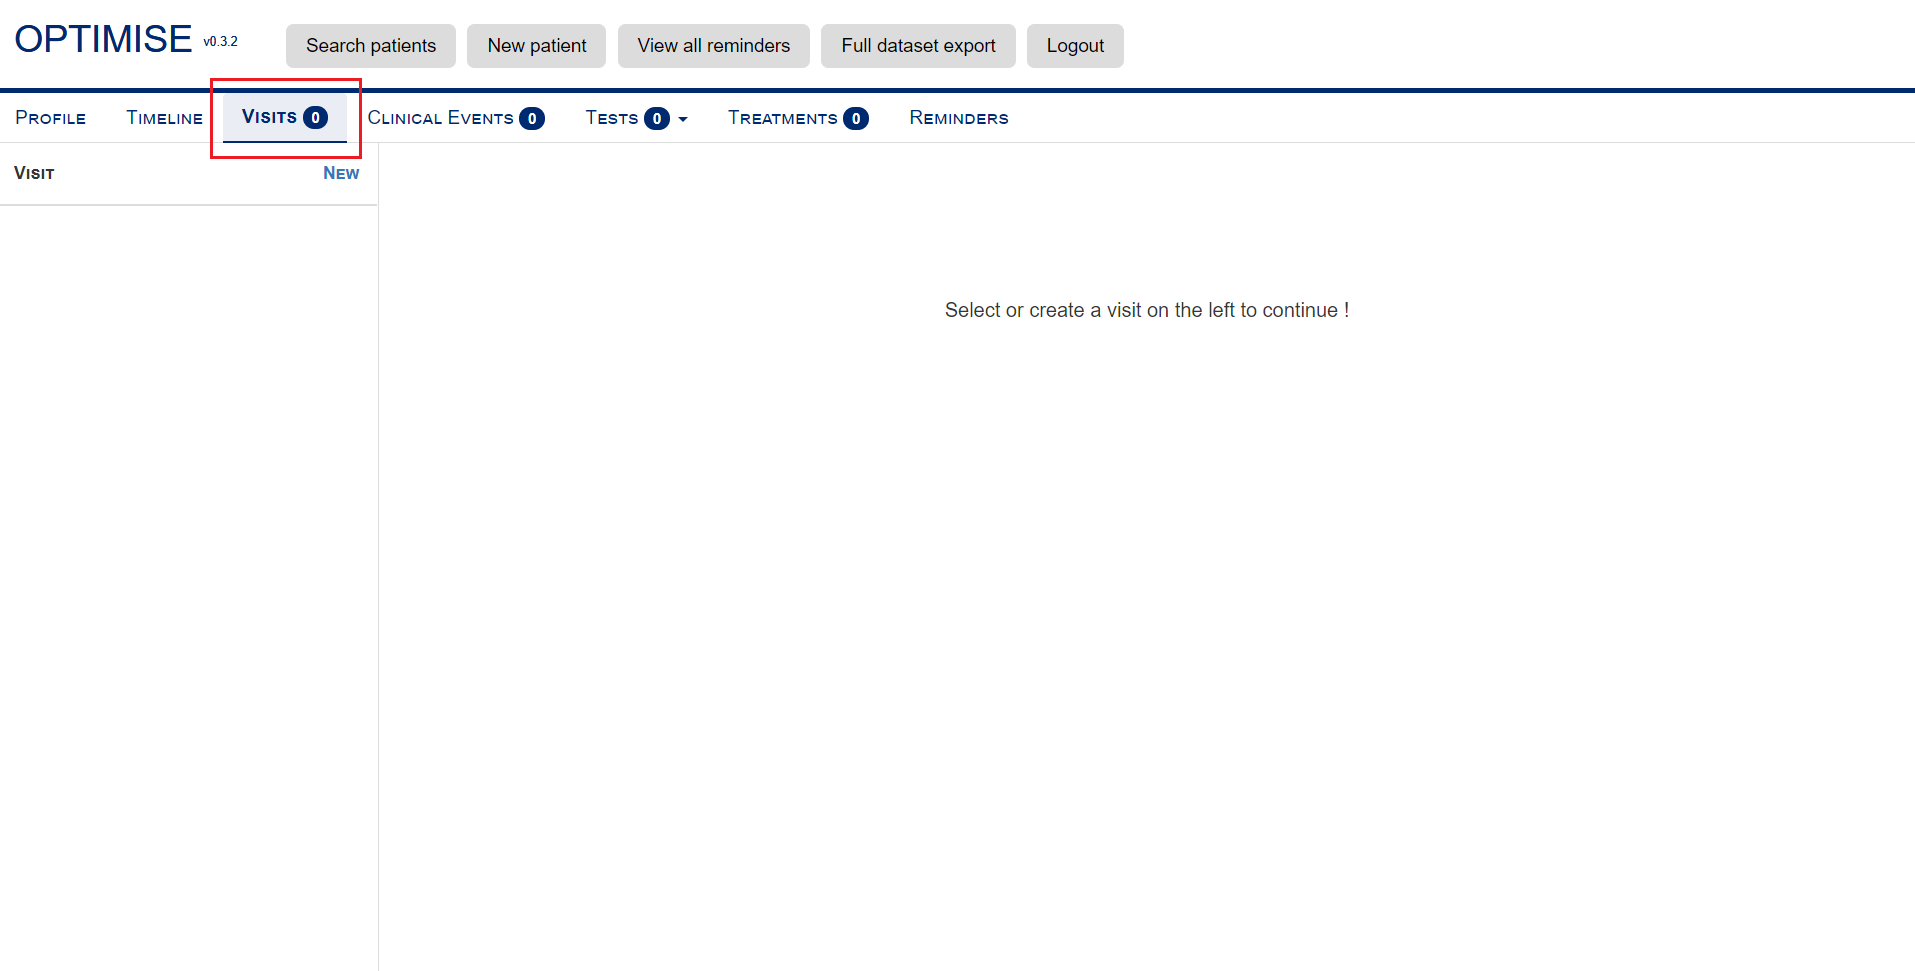 OPTIMISE v0.3.2 Search patients New patient View all reminders Full dataset export Logout
PROFILE TIMELINE VISITS 0 CLINICAL EVENTS 0 TESTS 0 TREATMENTS 0 REMINDERS
VISIT NEW
Select or create a visit on the left to continue !